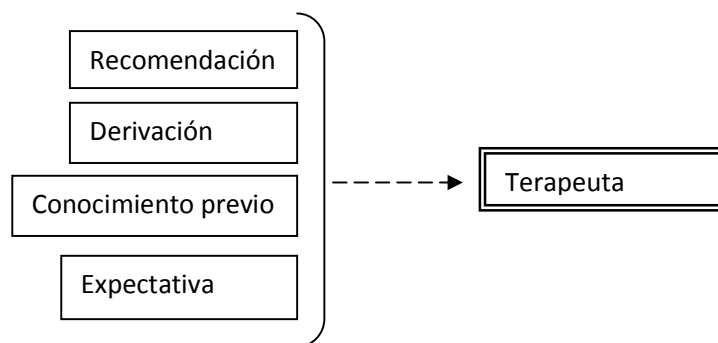 Recomendación
Derivación
Conocimiento previo
Expectativa
Terapeuta